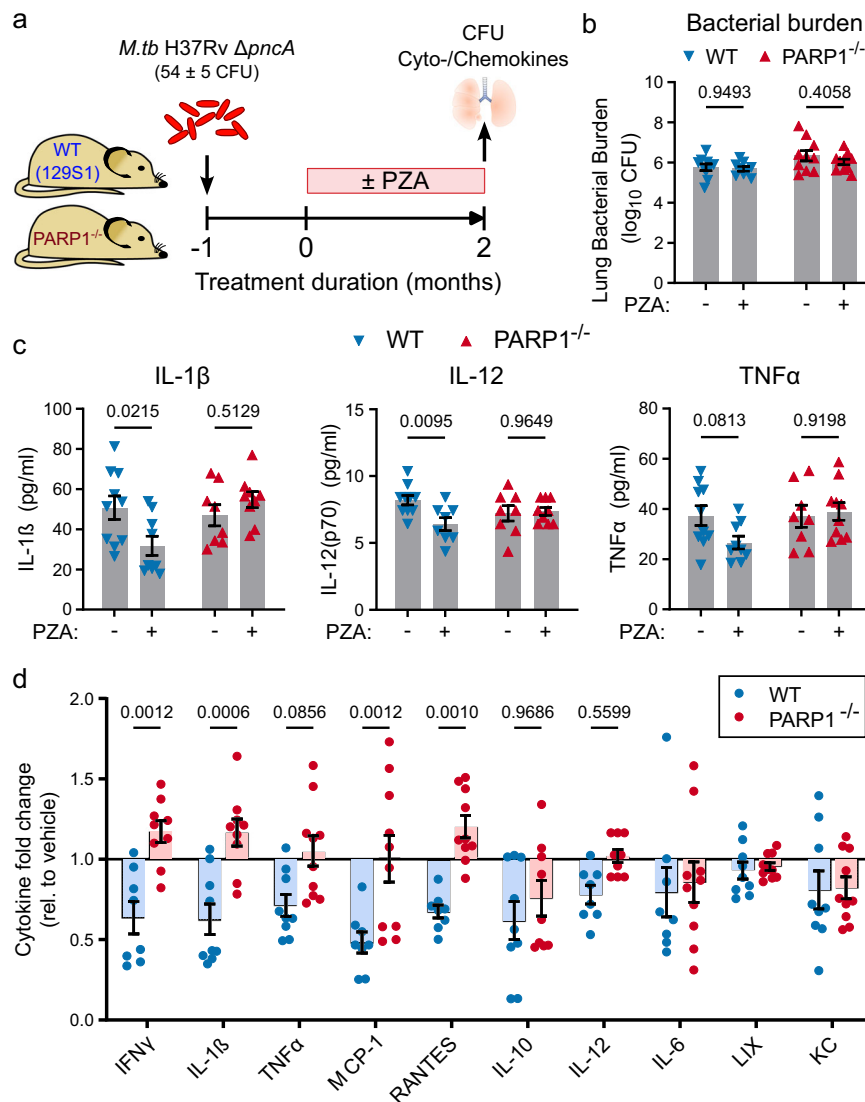 a
M.tb H37Rv ΔpncA
(54 ± 5 CFU)
CFU
Cyto-/Chemokines
WT
(129S1)
PARP1-/-
± PZA
-1
0
2
Treatment duration (months)
b
Bacterial burden
WT
PARP1-/-
0.9493
0.4058
10
8
6
4
2
0
Lung Bacterial Burden
(log10 CFU)
PZA:
-
+
-
+
c
WT
PARP1-/-
IL-1β
0.0215
0.5129
100
80
60
40
20
0
IL-1ß (pg/ml)
PZA:
-
+
-
+
IL-12
0.0095
0.9649
15
10
5
0
IL-12(p70) (pg/ml)
PZA:
-
+
-
+
TNFα
0.0813
0.9198
80
60
40
20
0
TNFα (pg/ml)
PZA:
-
+
-
+
d
WT
PARP1 -/-
0.0012
0.0006
0.0856
0.0012
0.0010
0.9686
0.5599
2.0
1.5
1.0
0.5
0.0
Cytokine fold change
(rel. to vehicle)
IFNγ
IL-1ß
TNFα
MCP-1
RANTES
IL-10
IL-12
IL-6
LIX
KC